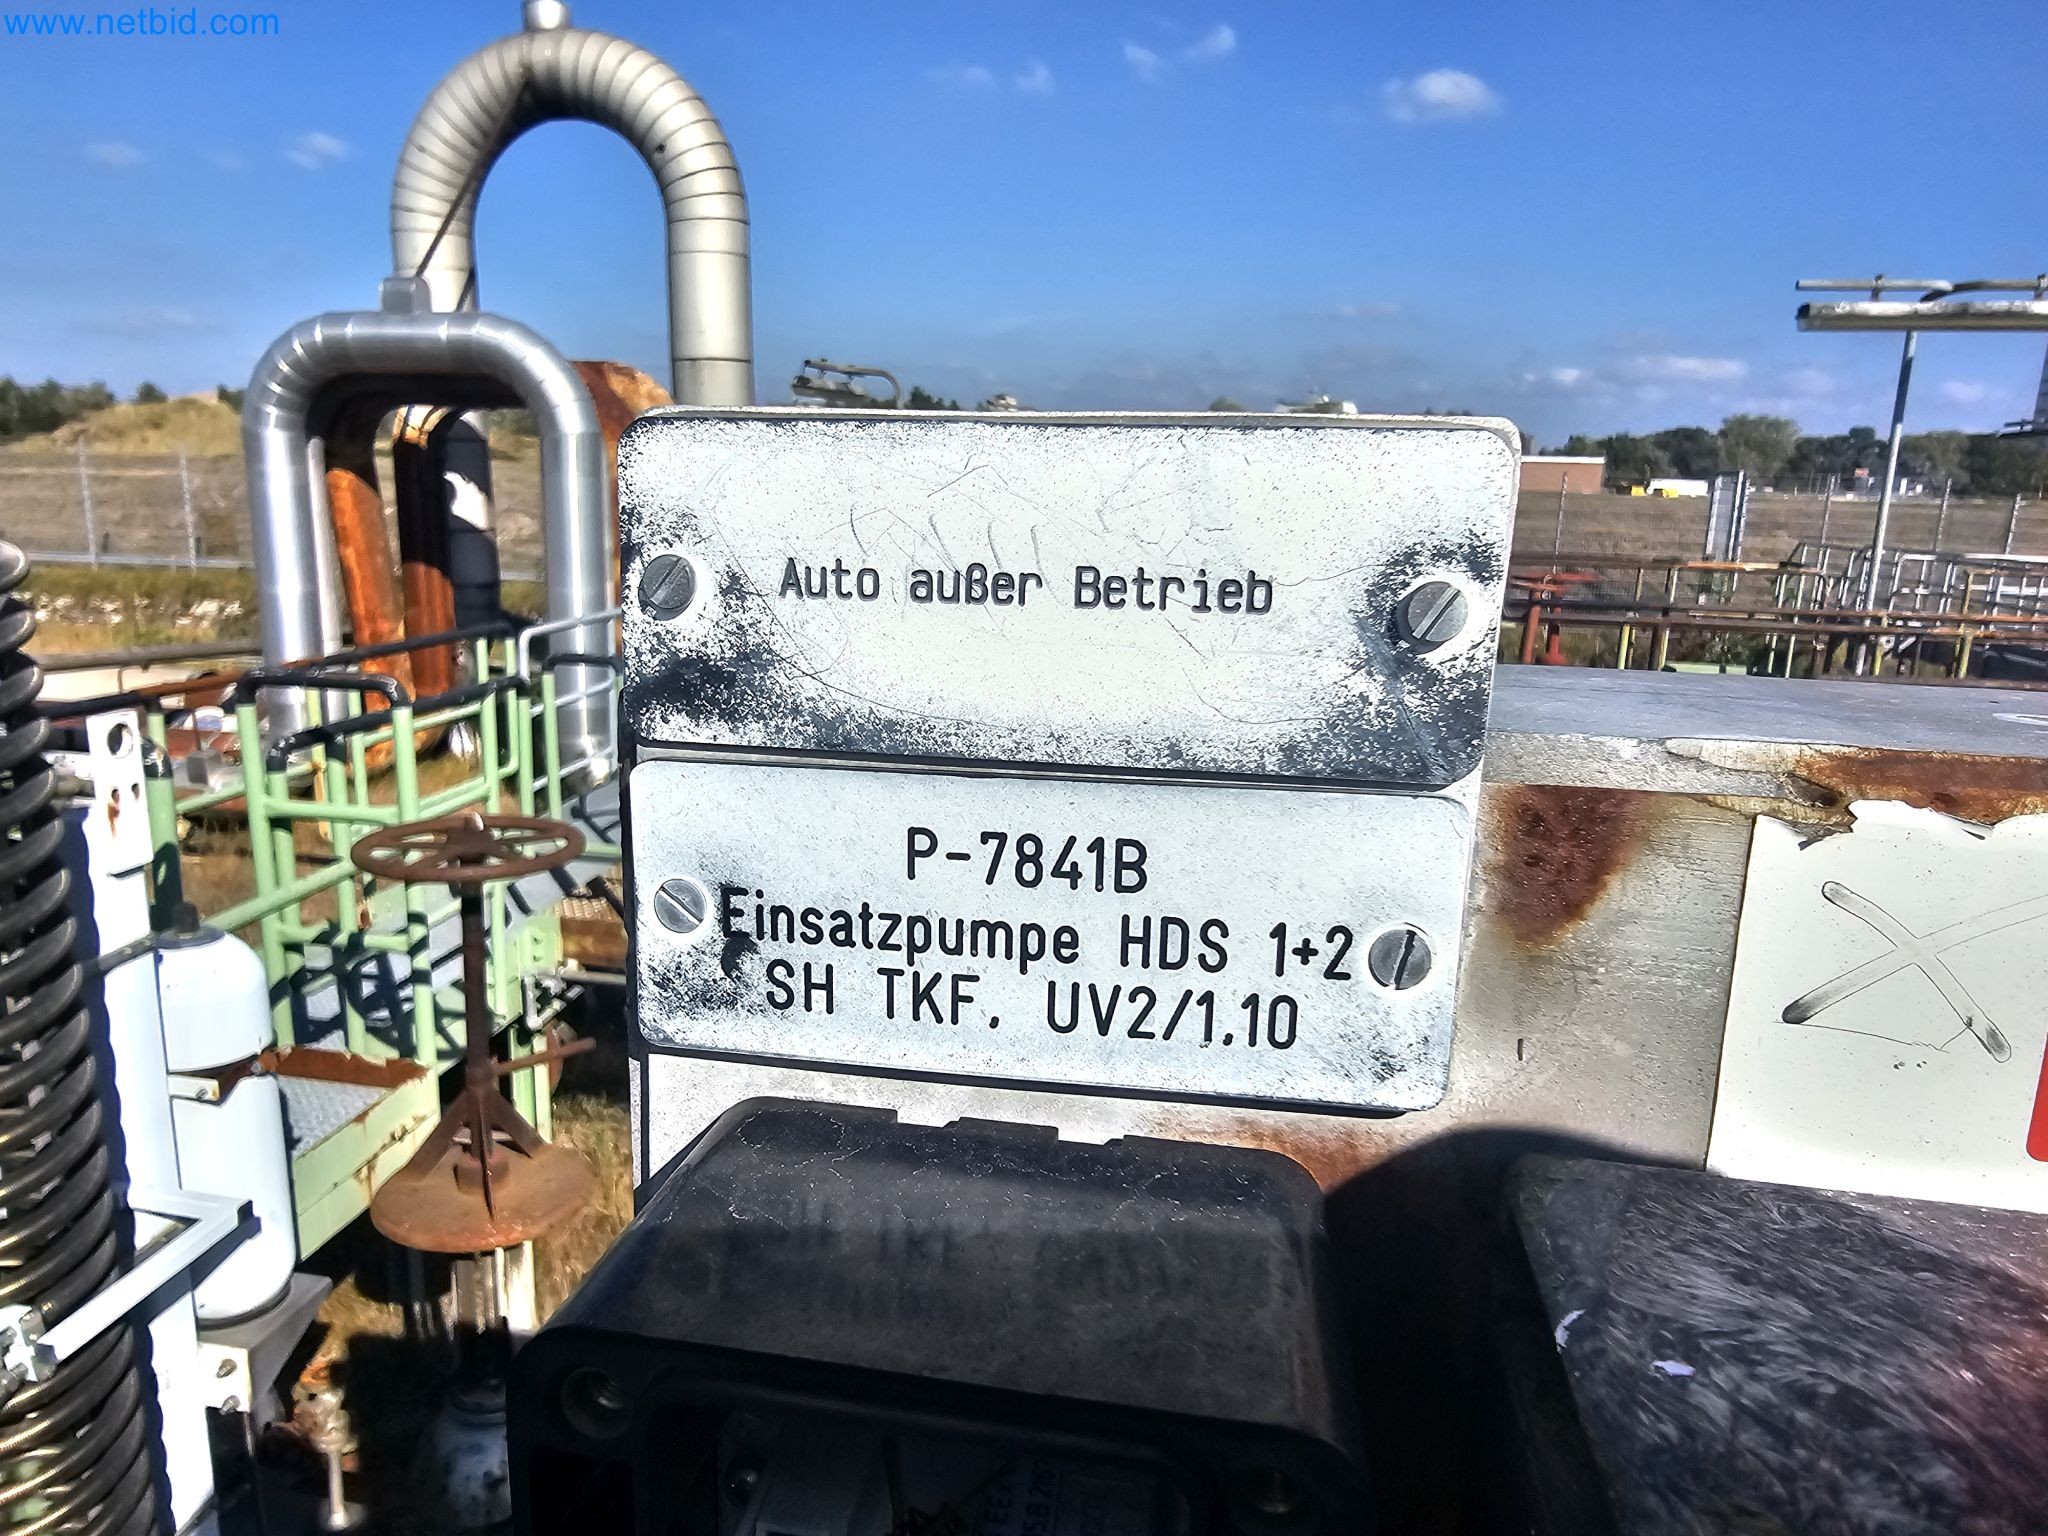 www.netbid.com
Auto außer Betrieb
P-7841B
Einsatzpumpe HDS 1+2
SH TKF. UV2/1.10